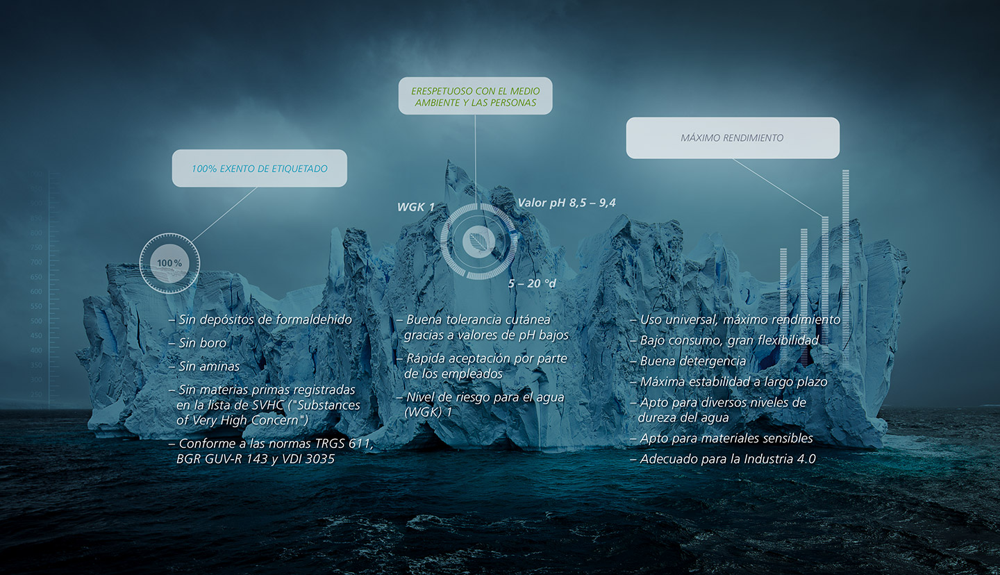 ERESPETUOSO CON EL MEDIO
AMBIENTE Y LAS PERSONAS
MÁXIMO RENDIMIENTO
100% EXENTO DE ETIQUETADO
WGK 1
Valor pH 8,5 – 9,4
5 – 20 °d
100 %
– Sin depósitos de formaldehído
– Sin boro
– Sin aminas
– Sin materias primas registradas
en la lista de SVHC ("Substances
of Very High Concern")
– Conforme a las normas TRGS 611,
BGR GUV-R 143 y VDI 3035
– Buena tolerancia cutánea
gracias a valores de pH bajos
– Rápida aceptación por parte
de los empleados
– Nivel de riesgo para el agua
(WGK) 1
– Uso universal, máximo rendimiento
– Bajo consumo, gran flexibilidad
– Buena detergencia
– Máxima estabilidad a largo plazo
– Apto para diversos niveles de
dureza del agua
– Apto para materiales sensibles
– Adecuado para la Industria 4.0
800
750
700
650
600
550
500
450
400
350
300